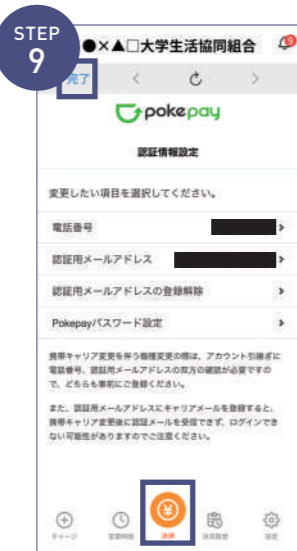 STEP
9
●×▲□大学生活協同組合
完了
pokepay
認証情報設定
変更したい項目を選択してください。
電話番号
認証用メールアドレス
認証用メールアドレスの登録解除
Pokepayパスワード設定
携帯キャリア変更を伴う機種変更の際は、アカウント引継ぎに
電話番号、認証用メールアドレスの双方の確認が必要ですの
で、どちらも事前にご登録ください。
また、認証用メールアドレスにキャリアメールを登録すると、
携帯キャリア変更後に認証メールを受信できず、ログインでき
ない可能性がありますのでご注意ください。
チャージ
営業時間
決済
決済履歴
設定